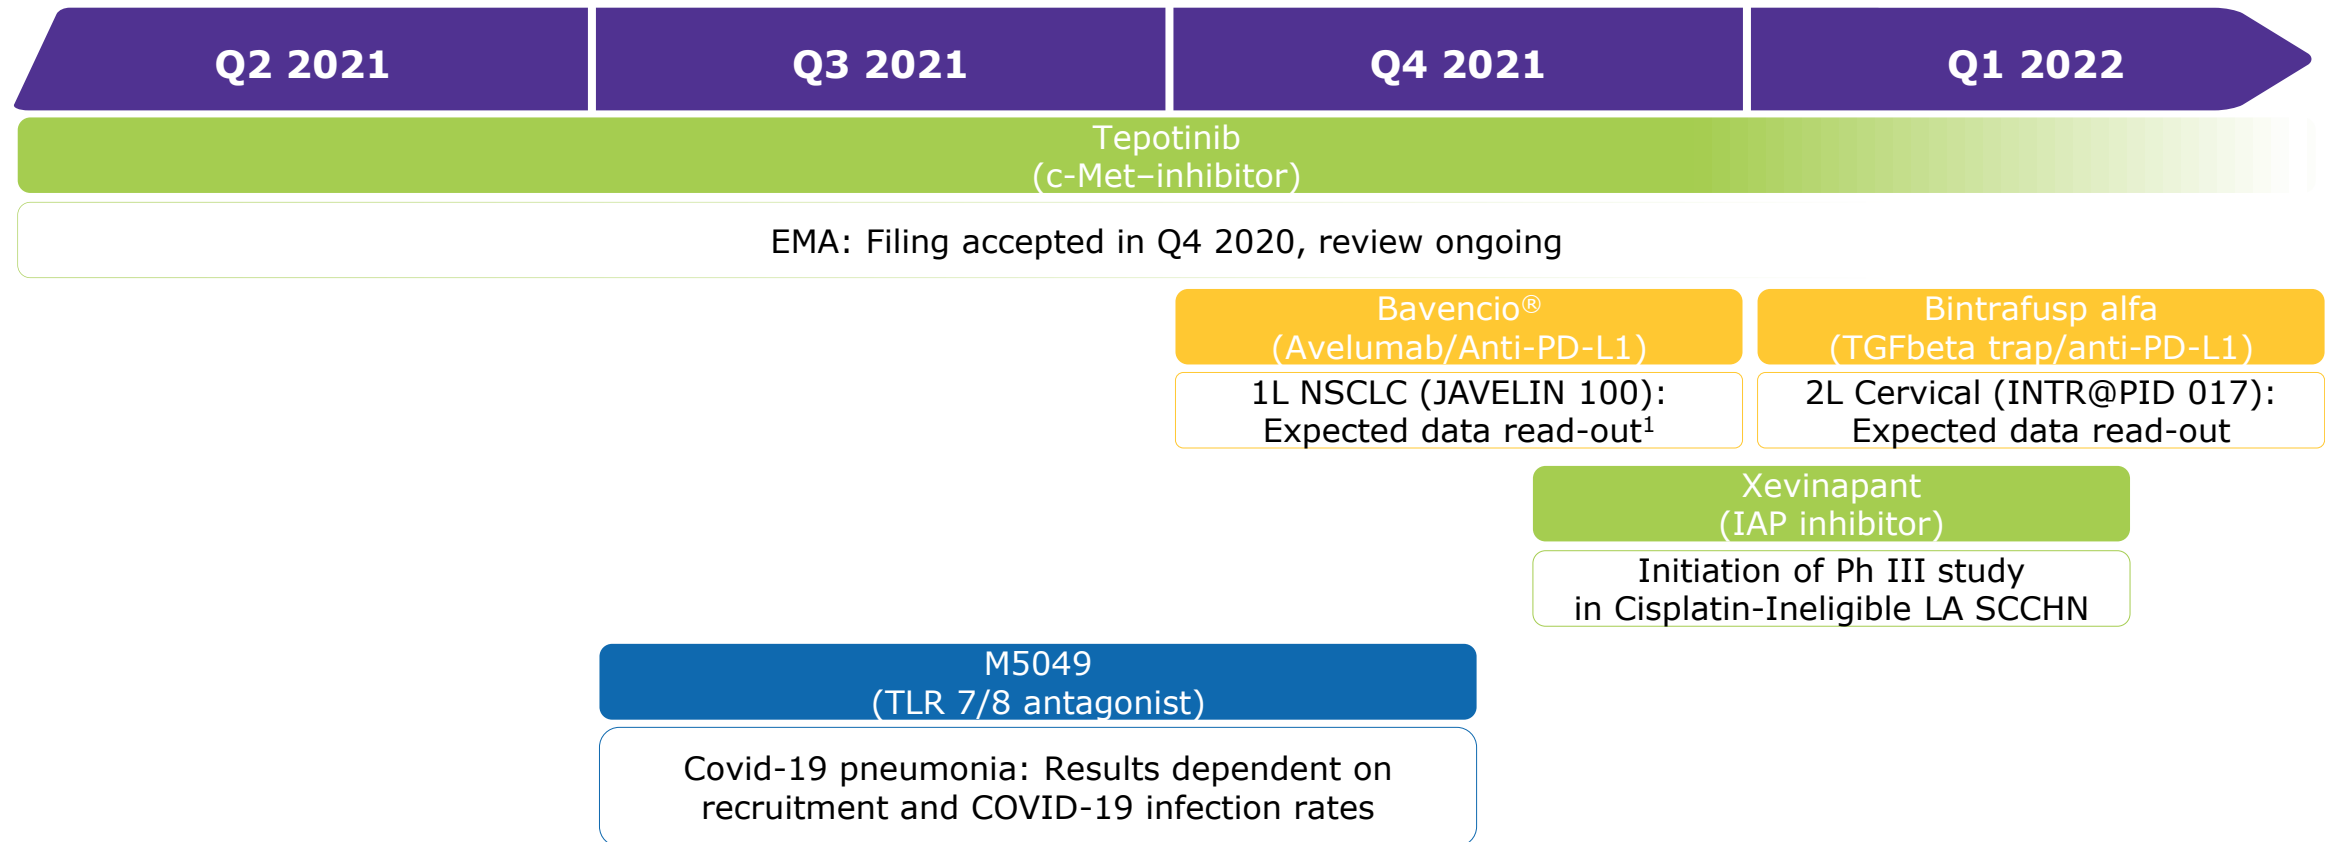 Q2 2021
Q3 2021
Q4 2021
Q1 2022
Tepotinib
(c-Met–inhibitor)
EMA: Filing accepted in Q4 2020, review ongoing
Bavencio®
(Avelumab/Anti-PD-L1)
1L NSCLC (JAVELIN 100):
Expected data read-out¹
Bintrafusp alfa
(TGFbeta trap/anti-PD-L1)
2L Cervical (INTR@PID 017):
Expected data read-out
Xevinapant
(IAP inhibitor)
Initiation of Ph III study
in Cisplatin-Ineligible LA SCCHN
M5049
(TLR 7/8 antagonist)
Covid-19 pneumonia: Results dependent on
recruitment and COVID-19 infection rates